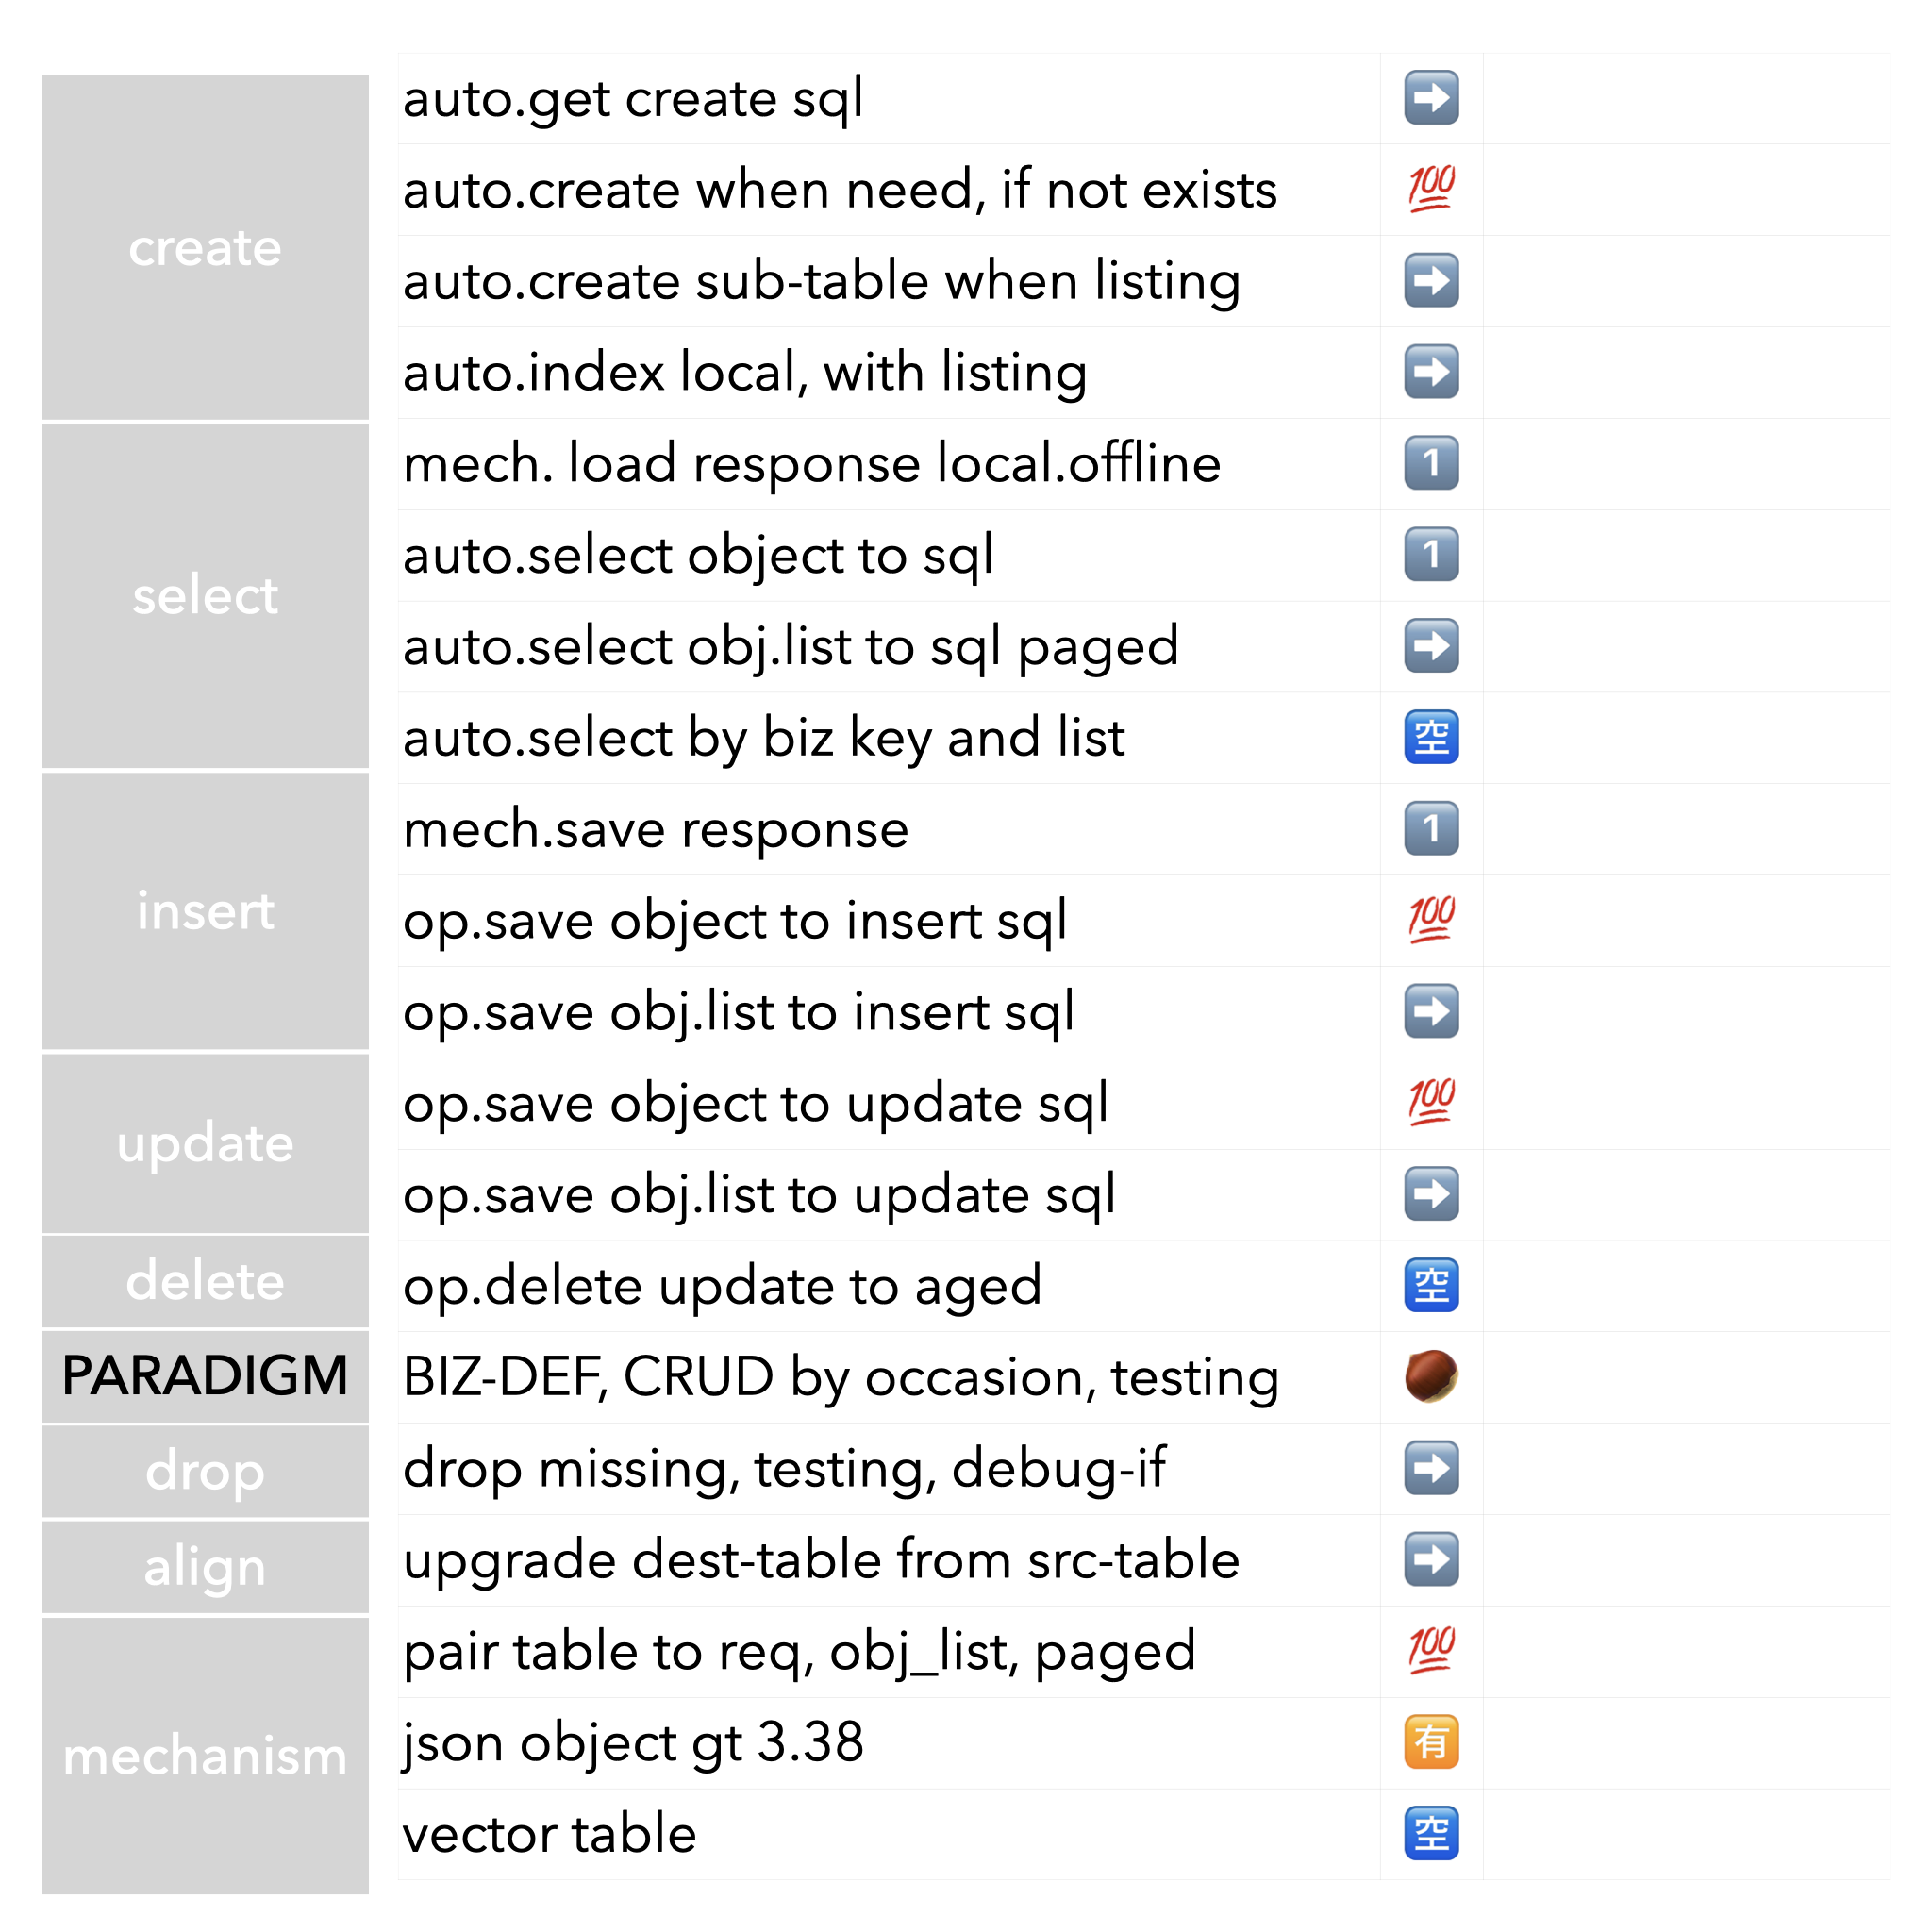 create
auto.get create sql ➡️
auto.create when need, if not exists 💯
auto.create sub-table when listing ➡️
auto.index local, with listing ➡️
select
mech. load response local.offline 1️⃣
auto.select object to sql 1️⃣
auto.select obj.list to sql paged ➡️
auto.select by biz key and list 🈳
insert
mech.save response 1️⃣
op.save object to insert sql 💯
op.save obj.list to insert sql ➡️
update
op.save object to update sql 💯
op.save obj.list to update sql ➡️
delete
op.delete update to aged 🈳
PARADIGM
BIZ-DEF, CRUD by occasion, testing 🌰
drop
drop missing, testing, debug-if ➡️
align
upgrade dest-table from src-table ➡️
mechanism
pair table to req, obj_list, paged 💯
json object gt 3.38 🈶
vector table 🈳